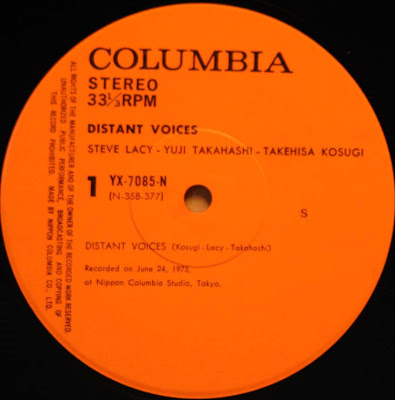 COLUMBIA
STEREO
33⅓RPM
DISTANT VOICES
STEVE LACY - YUJI TAKAHASHI - TAKEHISA KOSUGI
1 YX-7085-N
(N-358-377)
S
DISTANT VOICES (Kosugi-Lacy-Takahashi)
Recorded on June 24, 1975,
at Nippon Columbia Studio, Tokyo.
ALL RIGHTS OF THE MANUFACTURER AND OF THE OWNER OF THE RECORDED WORK RESERVED.
UNAUTHORIZED PUBLIC PERFORMANCE, BROADCASTING AND COPYING OF
THIS RECORD PROHIBITED. MADE BY NIPPON COLUMBIA CO., LTD.